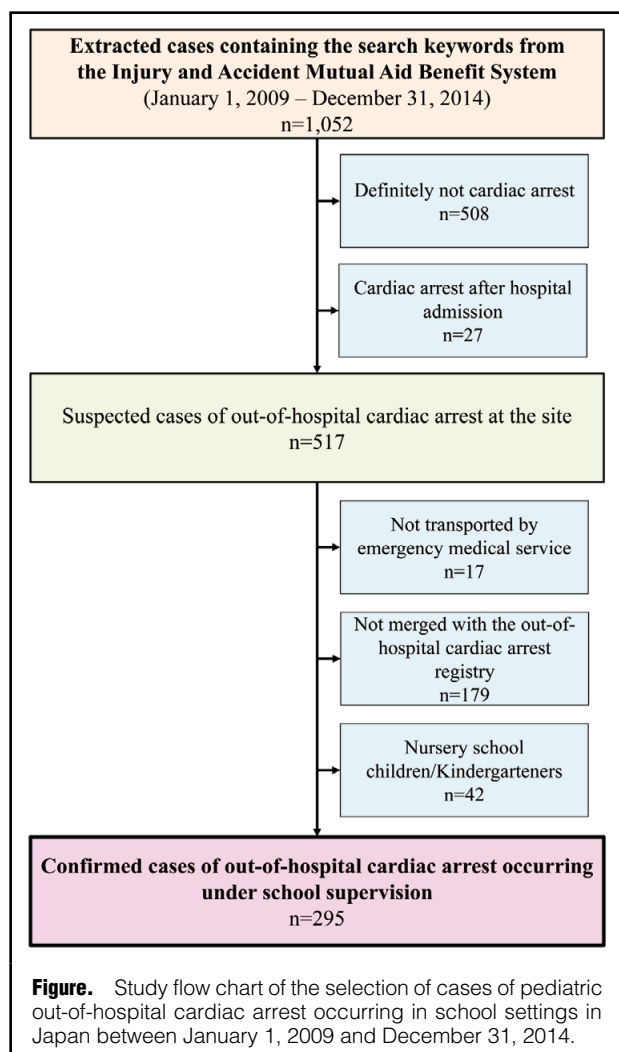 Extracted cases containing the search keywords from
the Injury and Accident Mutual Aid Benefit System
(January 1, 2009 – December 31, 2014)
n=1,052
Definitely not cardiac arrest
n=508
Cardiac arrest after hospital
admission
n=27
Suspected cases of out-of-hospital cardiac arrest at the site
n=517
Not transported by
emergency medical service
n=17
Not merged with the out-of-
hospital cardiac arrest
registry
n=179
Nursery school
children/Kindergarteners
n=42
Confirmed cases of out-of-hospital cardiac arrest occurring
under school supervision
n=295
Figure. Study flow chart of the selection of cases of pediatric
out-of-hospital cardiac arrest occurring in school settings in
Japan between January 1, 2009 and December 31, 2014.